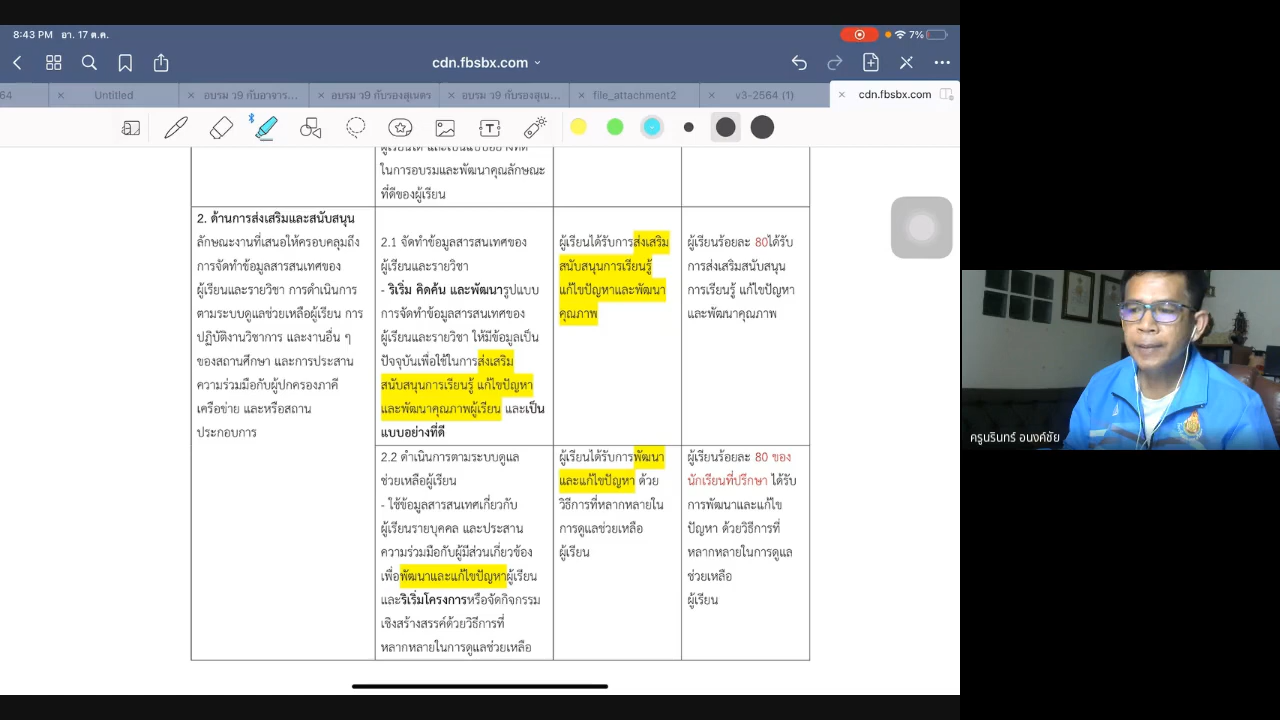 8:43 PM อา. 17 ต.ค.
7%
cdn.fbsbx.com
64
Untitled
อบรม ว9 กับอาจาร...
อบรม ว9 กับรองสุเนตร
อบรม ว9 กับรองสุเน...
file_attachment2
v3-2564 (1)
cdn.fbsbx.com
ในการอบรมและพัฒนาคุณลักษณะ
ที่ดีของผู้เรียน
2. ด้านการส่งเสริมและสนับสนุน
ลักษณะงานที่เสนอให้ครอบคลุมถึง
การจัดทำข้อมูลสารสนเทศของ
ผู้เรียนและรายวิชา การดำเนินการ
ตามระบบดูแลช่วยเหลือผู้เรียน การ
ปฏิบัติงานวิชาการ และงานอื่น ๆ
ของสถานศึกษา และการประสาน
ความร่วมมือกับผู้ปกครองภาคี
เครือข่าย และหรือสถาน
ประกอบการ
2.1 จัดทำข้อมูลสารสนเทศของ
ผู้เรียนและรายวิชา
- ริเริ่ม คิดค้น และพัฒนารูปแบบ
การจัดทำข้อมูลสารสนเทศของ
ผู้เรียนและรายวิชา ให้มีข้อมูลเป็น
ปัจจุบันเพื่อใช้ในการส่งเสริม
สนับสนุนการเรียนรู้ แก้ไขปัญหา
และพัฒนาคุณภาพผู้เรียน และเป็น
แบบอย่างที่ดี
ผู้เรียนได้รับการส่งเสริม
สนับสนุนการเรียนรู้
แก้ไขปัญหาและพัฒนา
คุณภาพ
ผู้เรียนร้อยละ 80ได้รับ
การส่งเสริมสนับสนุน
การเรียนรู้ แก้ไขปัญหา
และพัฒนาคุณภาพ
2.2 ดำเนินการตามระบบดูแล
ช่วยเหลือผู้เรียน
- ใช้ข้อมูลสารสนเทศเกี่ยวกับ
ผู้เรียนรายบุคคล และประสาน
ความร่วมมือกับผู้มีส่วนเกี่ยวข้อง
เพื่อพัฒนาและแก้ไขปัญหาผู้เรียน
และริเริ่มโครงการหรือจัดกิจกรรม
เชิงสร้างสรรค์ด้วยวิธีการที่
หลากหลายในการดูแลช่วยเหลือ
ผู้เรียนได้รับการพัฒนา
และแก้ไขปัญหา ด้วย
วิธีการที่หลากหลายใน
การดูแลช่วยเหลือ
ผู้เรียน
ผู้เรียนร้อยละ 80 ของ
นักเรียนที่ปรึกษา ได้รับ
การพัฒนาและแก้ไข
ปัญหา ด้วยวิธีการที่
หลากหลายในการดูแล
ช่วยเหลือ
ผู้เรียน
ครูนรินทร์ อนงค์ชัย